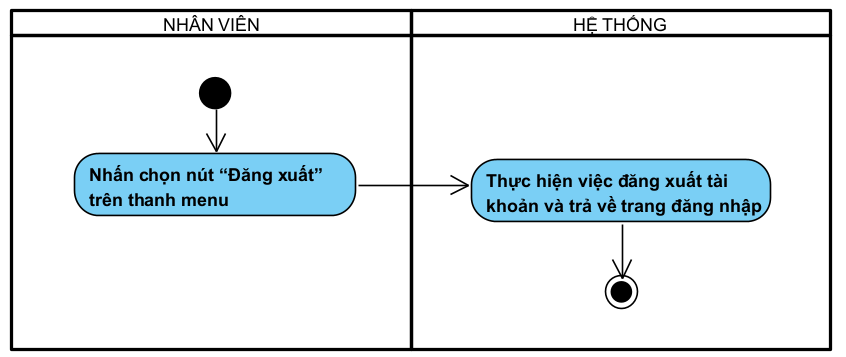 NHÂN VIÊN
HỆ THỐNG
Nhấn chọn nút “Đăng xuất”
trên thanh menu
Thực hiện việc đăng xuất tài
khoản và trả về trang đăng nhập